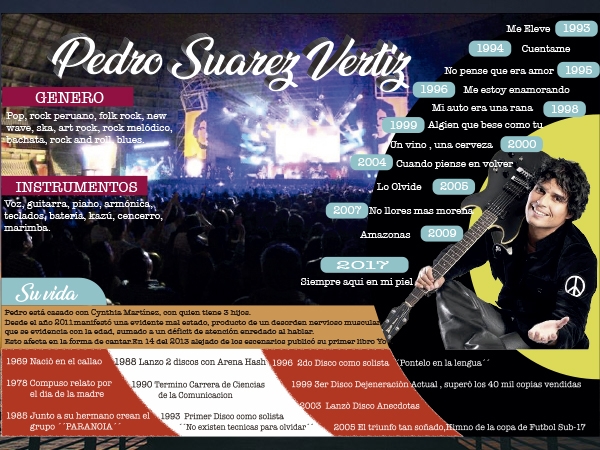 Pedro Suarez Vertiz
GENERO
Pop, rock peruano, folk rock, new
wave, ska, art rock, rock melódico,
bachata, rock and roll, blues.
INSTRUMENTOS
Voz, guitarra, piano, armónica,
teclados, batería, kazú, cencerro,
marimba.
Me Eleve 1993
1994 Cuentame
No pense que era amor 1995
1996 Me estoy enamorando
Mi auto era una rana 1998
1999 Algien que bese como tu
Un vino , una cerveza 2000
2004 Cuando piense en volver
Lo Olvide 2005
2007 No llores mas morena
Amazonas 2009
2017
Siempre aqui en mi piel
Su vida
Pedro está casado con Cynthia Martínez, con quien tiene 3 hijos.
Desde el año 2011manifestó una evidente mal estado, producto de un desorden nervioso muscular
que se evidencia con la edad, sumado a un déficit de atención enredado al hablar.
Esto afecta en la forma de cantar.En 14 del 2013 alejado de los escenarios publicó su primer libro Yo
1969 Nació en el callao
1978 Compuso relato por
el dia de la madre
1985 Junto a su hermano crean el
grupo ´´PARANOIA´´
1988 Lanzo 2 discos con Arena Hash
1990 Termino Carrera de Ciencias
de la Comunicacion
1993 Primer Disco como solista
´´No existen tecnicas para olvidar´´
1996 2do Disco como solista ´Pontelo en la lengua´´
1999 3er Disco Dejeneración Actual , superò los 40 mil copias vendidas
2003 Lanzò Disco Anecdotas
2005 El triunfo tan soñado,Himno de la copa de Futbol Sub-17